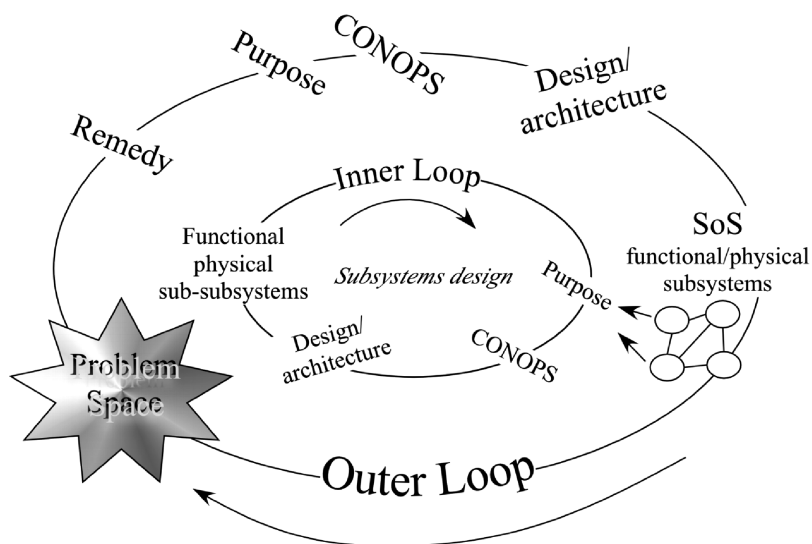 CONOPS
Purpose
Design/
architecture
Remedy
Inner Loop
SoS
functional/physical
subsystems
Functional
physical
sub-subsystems
Subsystems design
Purpose
Design/
architecture
CONOPS
Problem
Space
Outer Loop